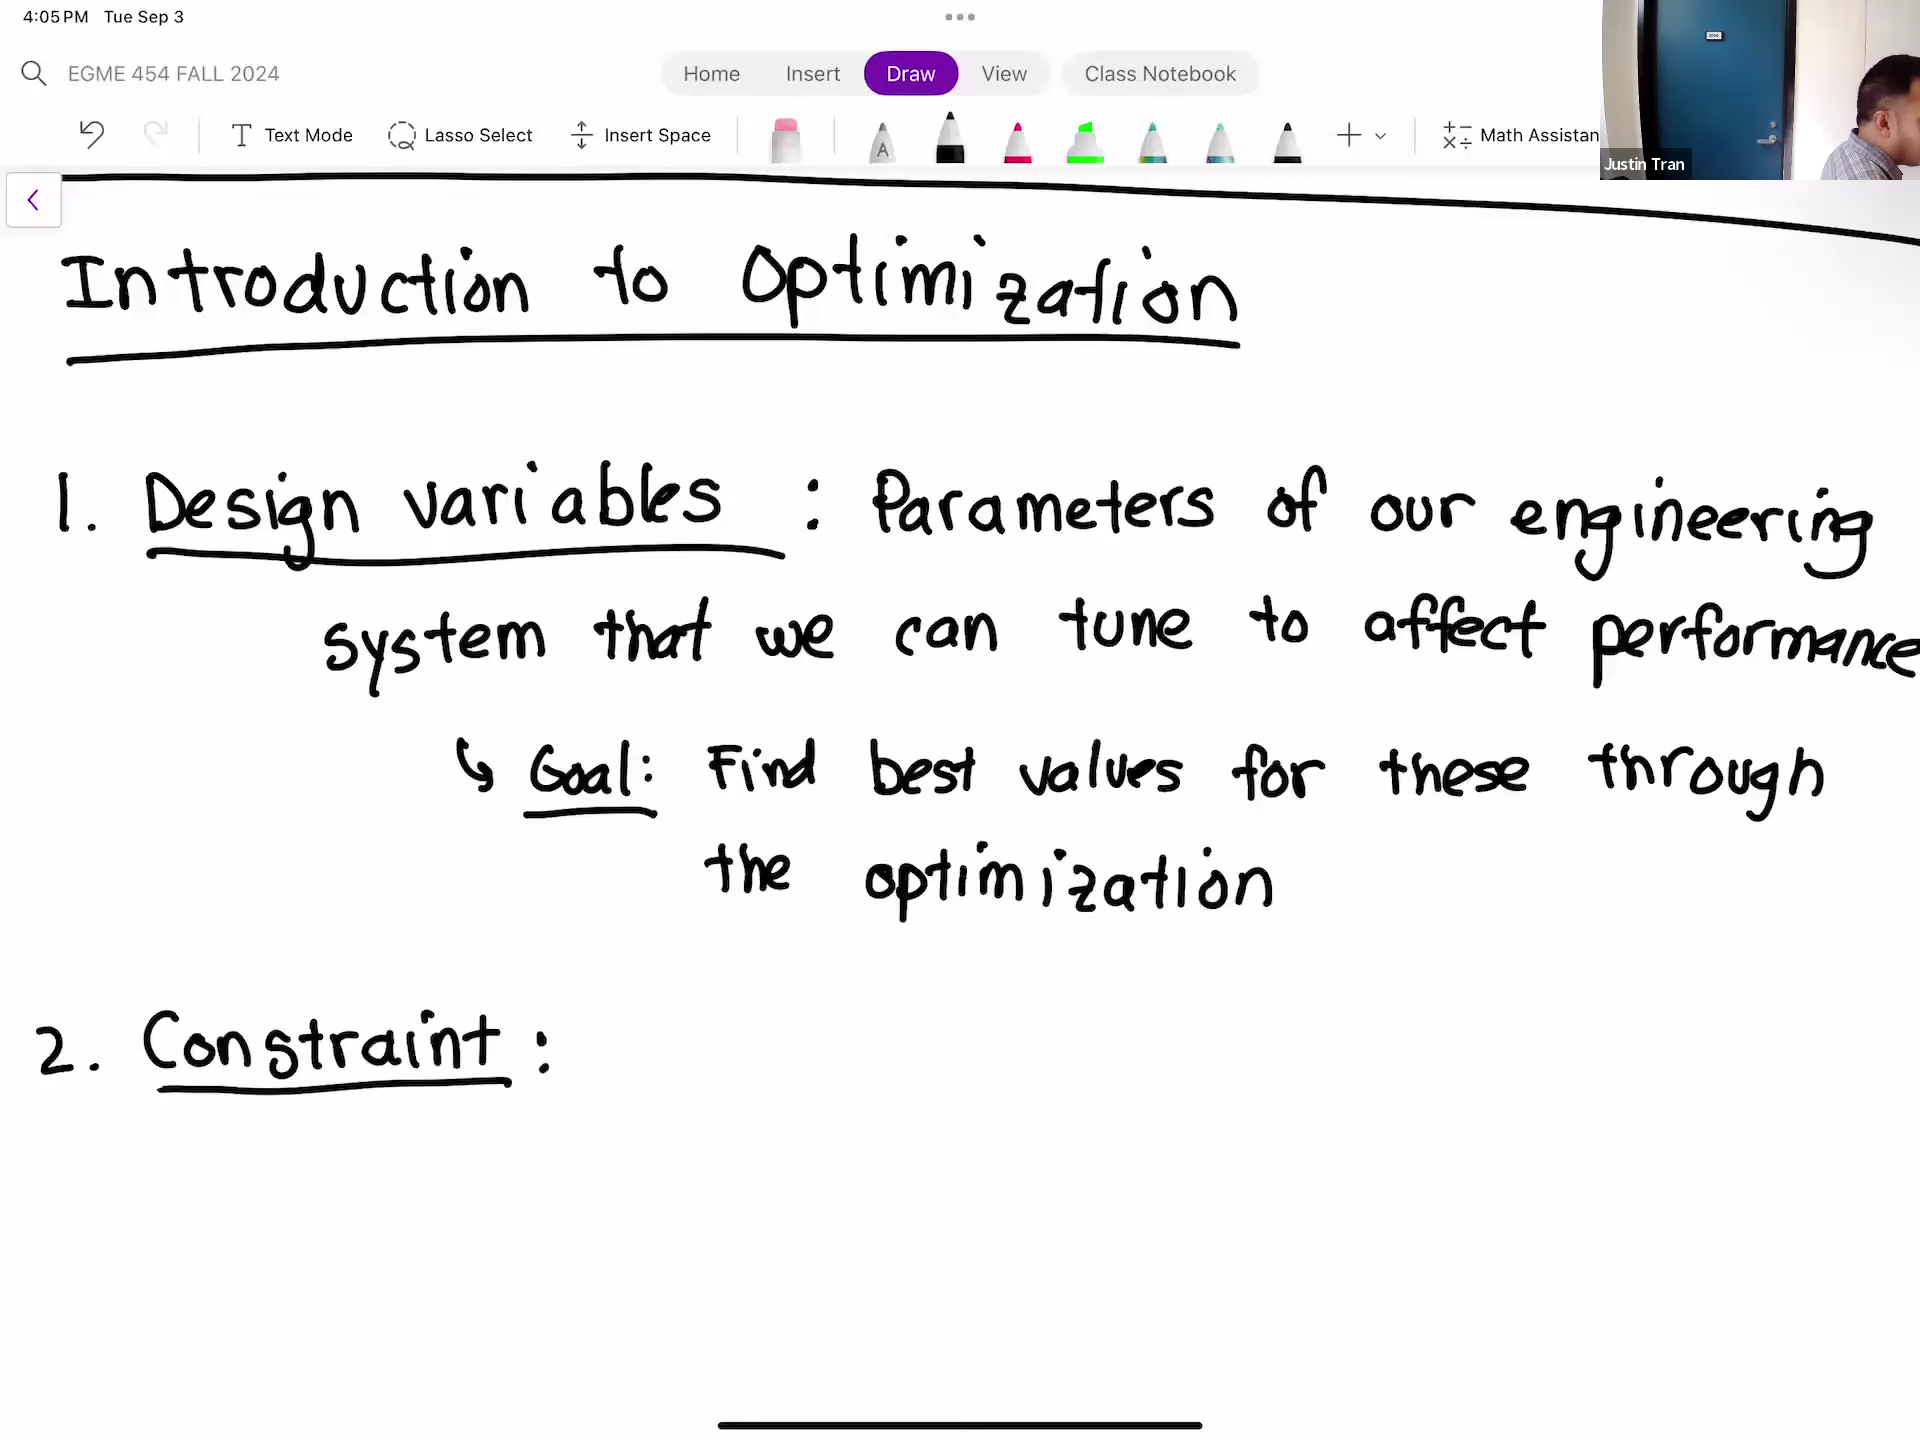 4:05 PM Tue Sep 3
EGME 454 FALL 2024
Home Insert Draw View Class Notebook
Text Mode Lasso Select Insert Space A Math Assistan
Justin Tran
Introduction to Optimization
1. Design variables : Parameters of our engineering
system that we can tune to affect performance
↳ Goal: Find best values for these through
the optimization
2. Constraint :